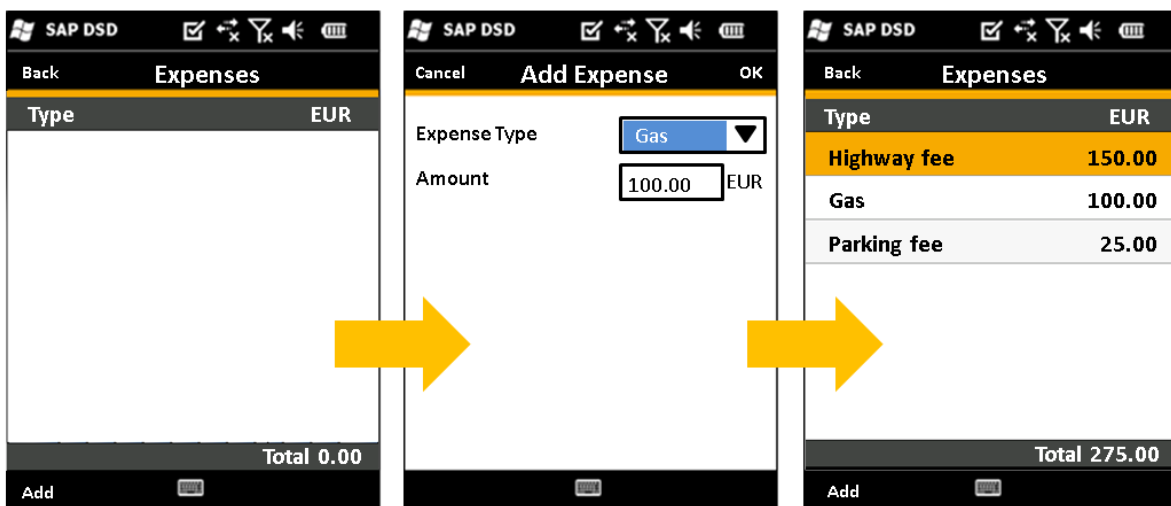 SAP DSD
Back Expenses
Type EUR
Total 0.00
Add
SAP DSD
Cancel Add Expense OK
Expense Type Gas
Amount 100.00 EUR
SAP DSD
Back Expenses
Type EUR
Highway fee 150.00
Gas 100.00
Parking fee 25.00
Total 275.00
Add